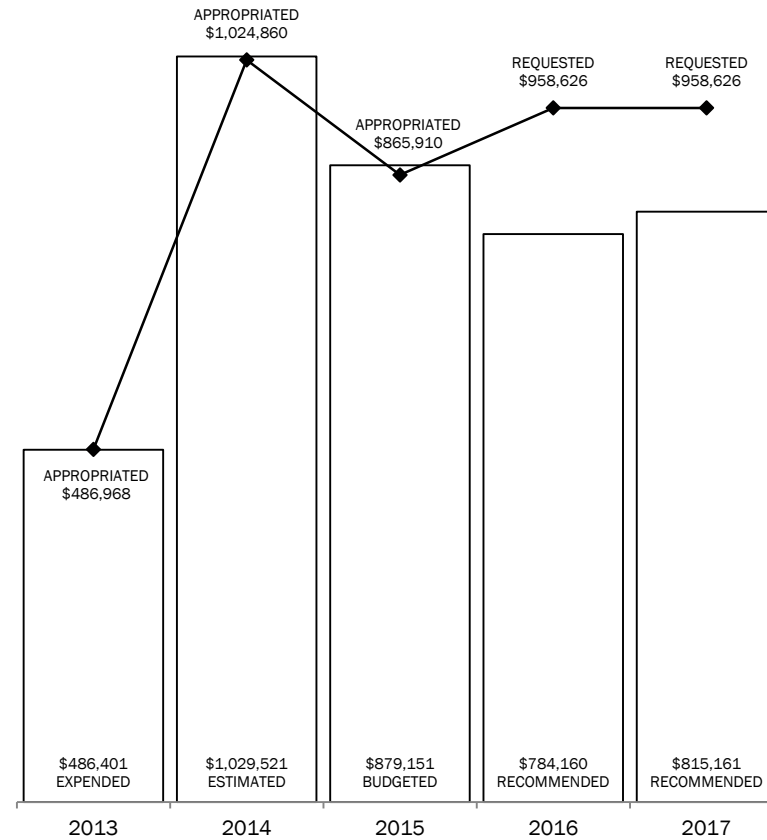 APPROPRIATED
$1,024,860
REQUESTED
$958,626
REQUESTED
$958,626
APPROPRIATED
$865,910
APPROPRIATED
$486,968
$486,401
EXPENDED
$1,029,521
ESTIMATED
$879,151
BUDGETED
$784,160
RECOMMENDED
$815,161
RECOMMENDED
2013
2014
2015
2016
2017